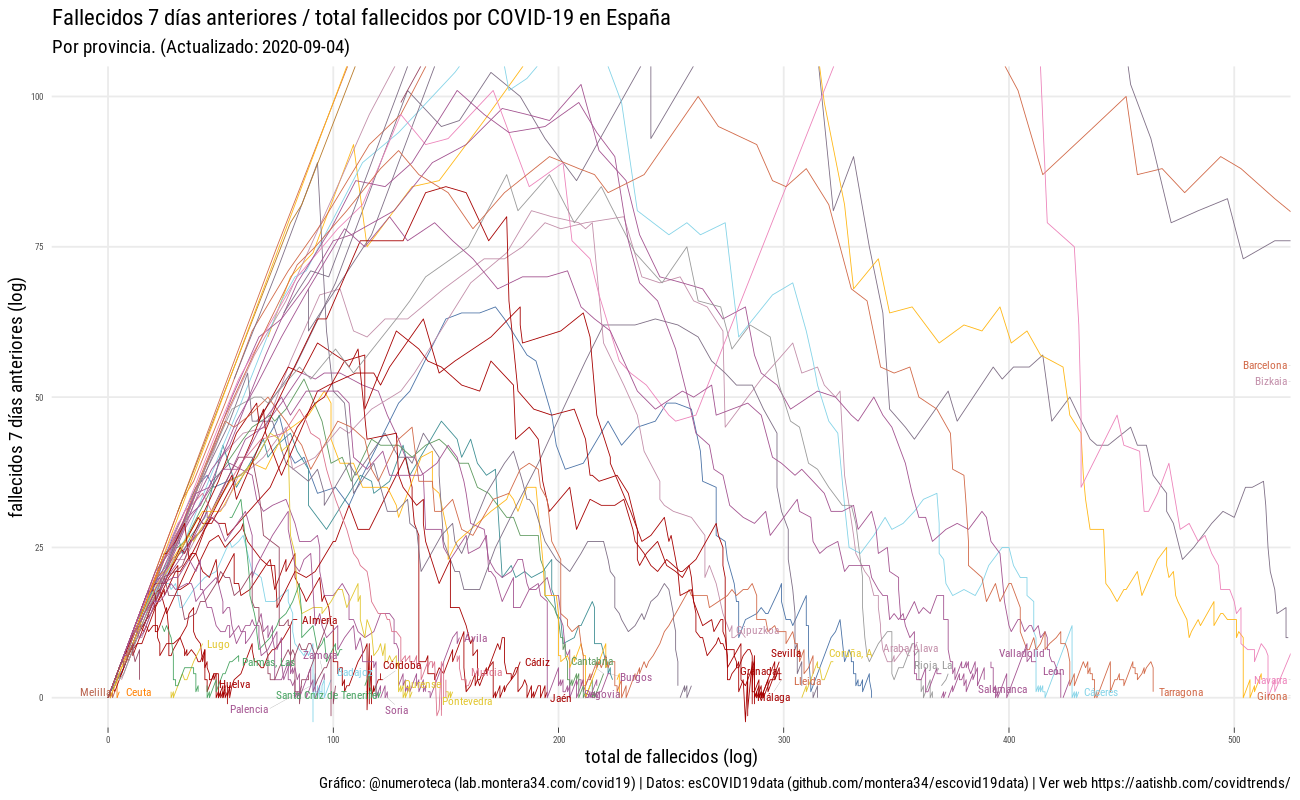 Fallecidos 7 días anteriores / total fallecidos por COVID-19 en España
Por provincia. (Actualizado: 2020-09-04)
fallecidos 7 días anteriores (log)
100
75
50
25
0
Barcelona
Bizkaia
Gipuzkoa
Almería
Ávila
Lugo
Zamora
Sevilla
Coruña, A
Araba/Álava
Valladolid
Palmas, Las
Badajoz
Córdoba
Murcia
Cádiz
Cantabria
Granada
Rioja, La
León
Burgos
Lleida
Navarra
Melilla
Ceuta
Huelva
Santa Cruz de Tenerife
Segovia
Málaga
Salamanca
Cáceres
Tarragona
Girona
Palencia
Soria
Pontevedra
Jaén
0
100
200
300
400
500
total de fallecidos (log)
Gráfico: @numeroteca (lab.montera34.com/covid19) | Datos: esCOVID19data (github.com/montera34/escovid19data) | Ver web https://aatishb.com/covidtrends/